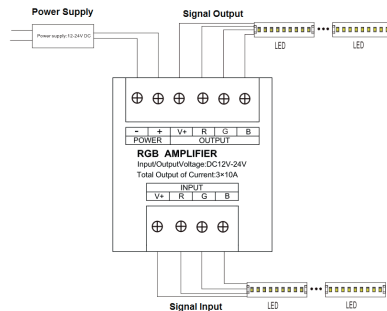 Power Supply
Signal Output
Power supply:12-24V DC
LED
LED
- + V+ R G B
POWER OUTPUT
RGB AMPLIFIER
Input/OutputVoltage:DC12V-24V
Total Output of Current:3×10A
INPUT
V+ R G B
Signal Input
LED
LED